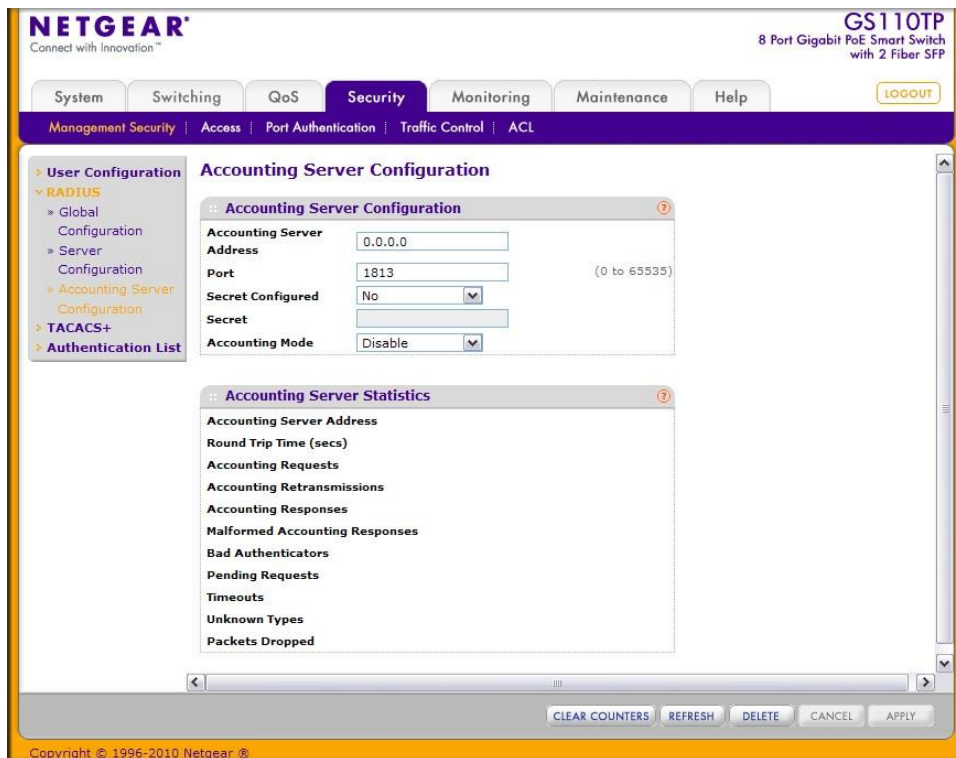 NETGEAR®
Connect with Innovation™
GS110TP
8 Port Gigabit PoE Smart Switch
with 2 Fiber SFP
System Switching QoS Security Monitoring Maintenance Help LOGOUT
Management Security Access Port Authentication Traffic Control ACL
User Configuration
RADIUS
» Global
Configuration
» Server
Configuration
» Accounting Server
Configuration
TACACS+
Authentication List
Accounting Server Configuration
Accounting Server Configuration ?
Accounting Server
Address 0.0.0.0
Port 1813 (0 to 65535)
Secret Configured No
Secret
Accounting Mode Disable
Accounting Server Statistics ?
Accounting Server Address
Round Trip Time (secs)
Accounting Requests
Accounting Retransmissions
Accounting Responses
Malformed Accounting Responses
Bad Authenticators
Pending Requests
Timeouts
Unknown Types
Packets Dropped
CLEAR COUNTERS REFRESH DELETE CANCEL APPLY
Copyright © 1996-2010 Netgear ®